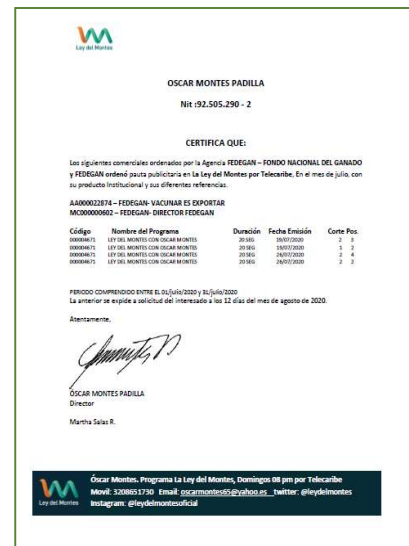 Ley del Montes
OSCAR MONTES PADILLA
Nit :92.505.290 - 2
CERTIFICA QUE:
Los siguientes comerciales ordenados por la Agencia FEDEGAN – FONDO NACIONAL DEL GANADO
y FEDEGAN ordenó pauta publicitaria en La Ley del Montes por Telecaribe, En el mes de julio, con
su producto Institucional y sus diferentes referencias.
AA000022874 – FEDEGAN- VACUNAR ES EXPORTAR
MC000000602 – FEDEGAN- DIRECTOR FEDEGAN
Código Nombre del Programa Duración Fecha Emisión Corte Pos.
000004671 LEY DEL MONTES CON OSCAR MONTES 20 SEG 19/07/2020 2 3
000004671 LEY DEL MONTES CON OSCAR MONTES 20 SEG 19/07/2020 1 2
000004671 LEY DEL MONTES CON OSCAR MONTES 20 SEG 26/07/2020 2 4
000004671 LEY DEL MONTES CON OSCAR MONTES 20 SEG 26/07/2020 2 2
PERIODO COMPRENDIDO ENTRE EL 01/julio/2020 y 31/julio/2020
La anterior se expide a solicitud del interesado a los 12 días del mes de agosto de 2020.
Atentamente,
ÓSCAR MONTES PADILLA
Director
Martha Salas R.
Ley del Montes
Óscar Montes. Programa La Ley del Montes, Domingos 08 pm por Telecaribe
Movil: 3208651730 Email: oscarmontes65@yahoo.es twitter: @leydelmontes
Instagram: @leydelmontesoficial